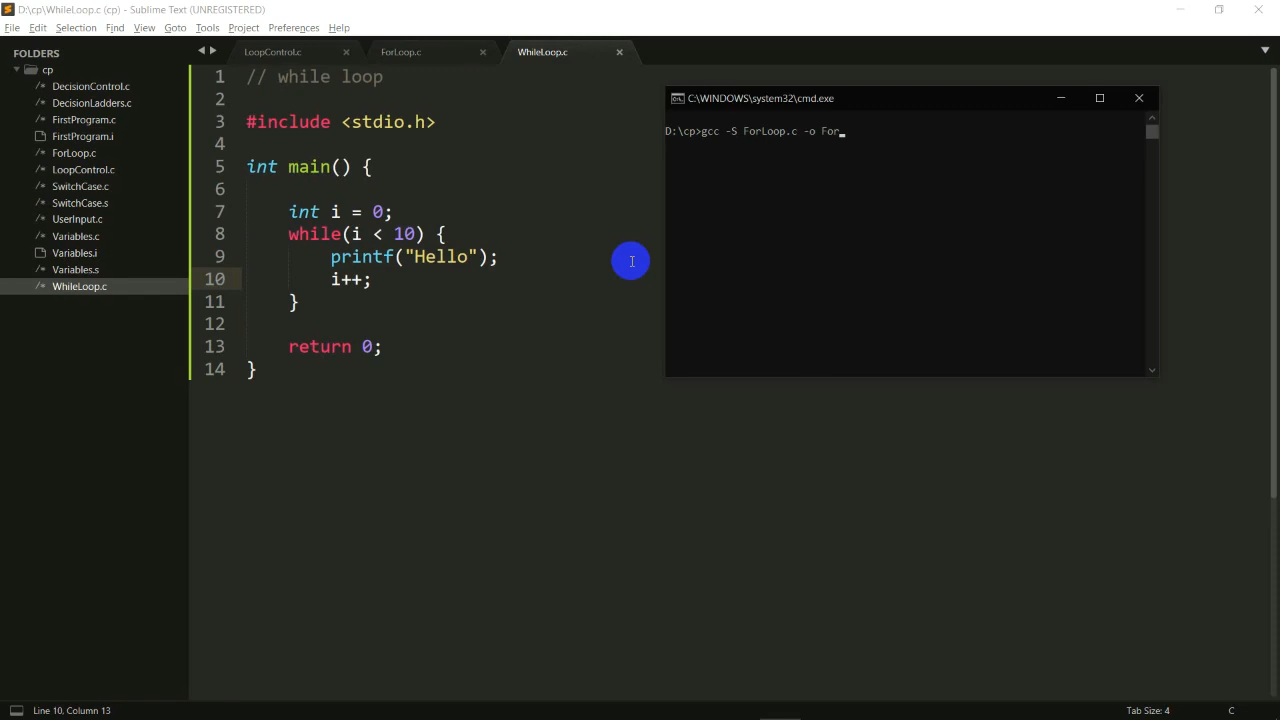 D:\cp\WhileLoop.c (cp) - Sublime Text (UNREGISTERED)
File Edit Selection Find View Goto Tools Project Preferences Help
FOLDERS
cp
DecisionControl.c
DecisionLadders.c
FirstProgram.c
FirstProgram.i
ForLoop.c
LoopControl.c
SwitchCase.c
SwitchCase.s
UserInput.c
Variables.c
Variables.i
Variables.s
WhileLoop.c
LoopControl.c ForLoop.c WhileLoop.c
1 // while loop
2
3 #include <stdio.h>
4
5 int main() {
6
7 int i = 0;
8 while(i < 10) {
9 printf("Hello");
10 i++;
11 }
12
13 return 0;
14 }
C:\WINDOWS\system32\cmd.exe
D:\cp>gcc -S ForLoop.c -o For_
Line 10, Column 13
Tab Size: 4
C